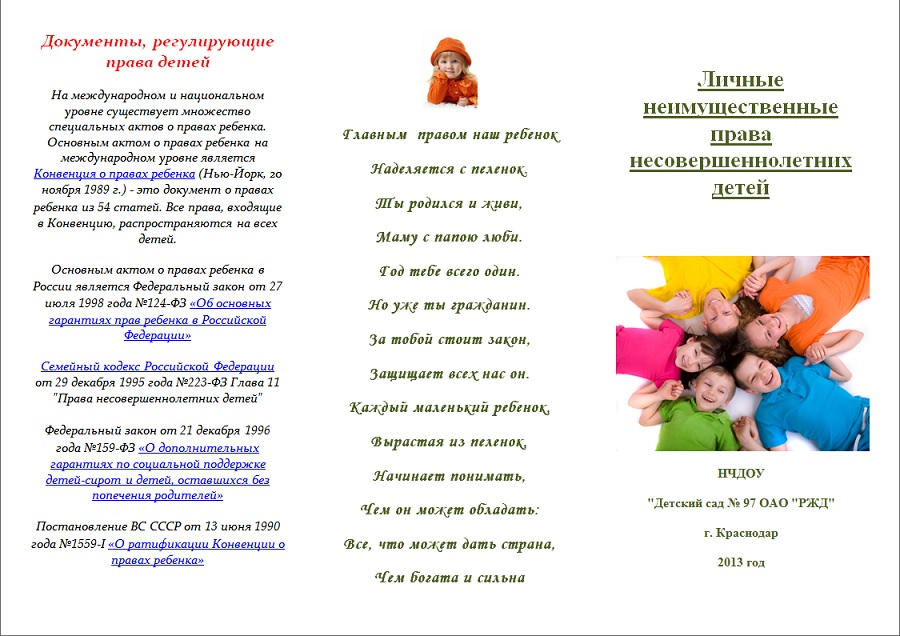 Документы, регулирующие
права детей
На международном и национальном
уровне существует множество
специальных актов о правах ребенка.
Основным актом о правах ребенка на
международном уровне является
Конвенция о правах ребенка (Нью-Йорк, 20
ноября 1989 г.) - это документ о правах
ребенка из 54 статей. Все права, входящие
в Конвенцию, распространяются на всех
детей.
Основным актом о правах ребенка в
России является Федеральный закон от 27
июля 1998 года №124-ФЗ «Об основных
гарантиях прав ребенка в Российской
Федерации»
Семейный кодекс Российской Федерации
от 29 декабря 1995 года №223-ФЗ Глава 11
"Права несовершеннолетних детей"
Федеральный закон от 21 декабря 1996
года №159-ФЗ «О дополнительных
гарантиях по социальной поддержке
детей-сирот и детей, оставшихся без
попечения родителей»
Постановление ВС СССР от 13 июня 1990
года №1559-I «О ратификации Конвенции о
правах ребенка»
Главным правом наш ребенок
Наделяется с пеленок.
Ты родился и живи,
Маму с папою люби.
Год тебе всего один.
Но уже ты гражданин.
За тобой стоит закон,
Защищает всех нас он.
Каждый маленький ребенок,
Вырастая из пеленок,
Начинает понимать,
Чем он может обладать:
Все, что может дать страна,
Чем богата и сильна
Личные
неимущественные
права
несовершеннолетних
детей
НЧДОУ
"Детский сад № 97 ОАО "РЖД"
г. Краснодар
2013 год